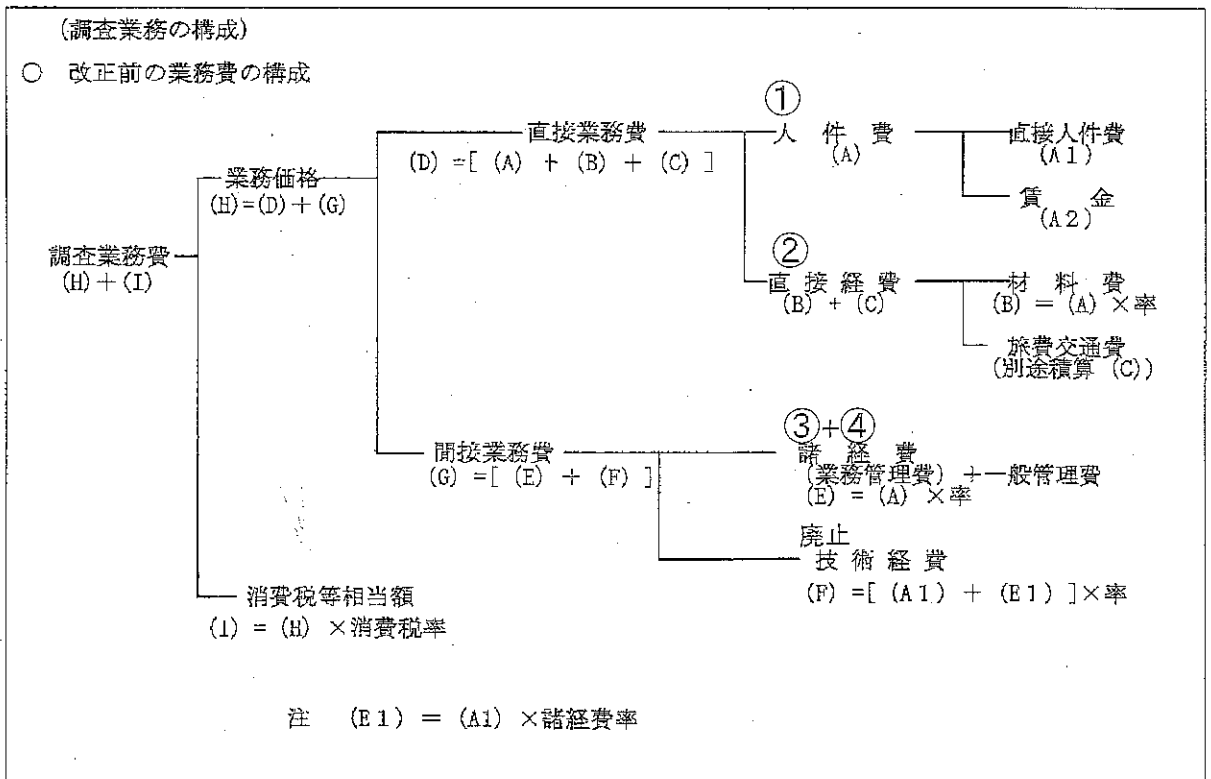 (調査業務の構成)
○ 改正前の業務費の構成
①
直接業務費
人件費
直接人件費
(D) =[ (A) + (B) + (C) ]
(A)
(A1)
業務価格
(H)=(D)+(G)
賃金
(A2)
調査業務費
(H)+(I)
②
直接経費
材料費
(B)+(C)
(B) = (A) ×率
旅費交通費
(別途積算 (C))
③+④
間接業務費
諸経費
(G) =[ (E) + (F) ]
(業務管理費)+一般管理費
(E) = (A) ×率
廃止
技術経費
(F) =[ (A1) + (E1) ]×率
消費税等相当額
(I) = (H) ×消費税率
注 (E1) = (A1) ×諸経費率